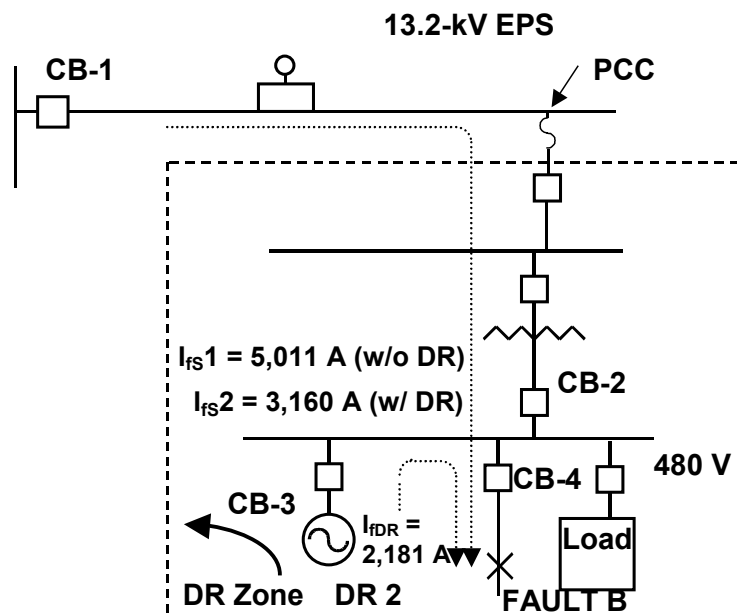 13.2-kV EPS
CB-1
PCC
IfS1 = 5,011 A (w/o DR)
IfS2 = 3,160 A (w/ DR)
CB-2
480 V
CB-3
CB-4
IfDR =
2,181 A
Load
DR Zone
DR 2
FAULT B